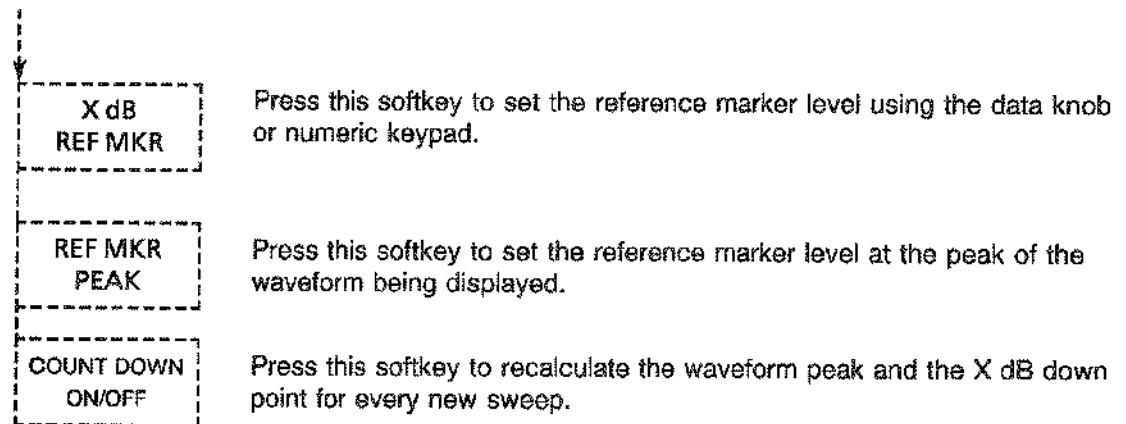 X dB
REF MKR
Press this softkey to set the reference marker level using the data knob
or numeric keypad.
REF MKR
PEAK
Press this softkey to set the reference marker level at the peak of the
waveform being displayed.
COUNT DOWN
ON/OFF
Press this softkey to recalculate the waveform peak and the X dB down
point for every new sweep.